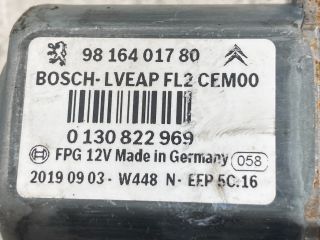 98 164 017 80
BOSCH-LVEAP FL2 CEM00
0 130 822 969
FPG 12V Made in Germany 058
2019 09 03 - W448 N- EEP 5C.16